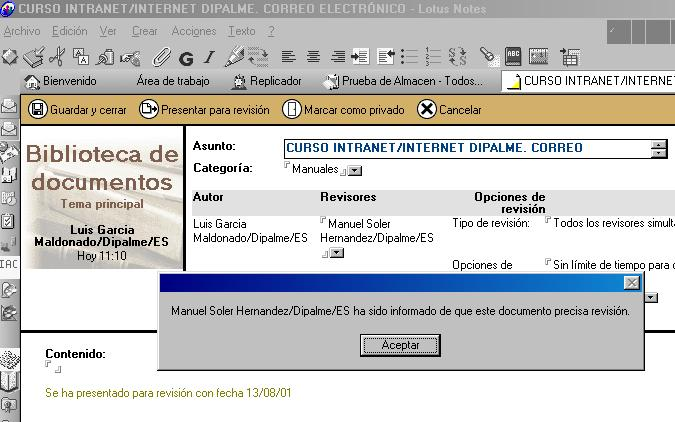 CURSO INTRANET/INTERNET DIPALME. CORREO ELECTRÓNICO - Lotus Notes
Archivo Edición Ver Crear Acciones Texto ?
Bienvenido Área de trabajo Replicador Prueba de Almacen - Todos... CURSO INTRANET/INTERNET
Guardar y cerrar Presentar para revisión Marcar como privado Cancelar
Biblioteca de
documentos
Tema principal
Luis Garcia
Maldonado/Dipalme/ES
Hoy 11:10
Asunto: CURSO INTRANET/INTERNET DIPALME. CORREO
Categoría: Manuales
Autor Revisores Opciones de
revisión
Luis Garcia Manuel Soler Tipo de revisión: Todos los revisores simult
Maldonado/Dipalme/ES Hernandez/Dipalme/ES
Opciones de Sin límite de tiempo para
Manuel Soler Hernandez/Dipalme/ES ha sido informado de que este documento precisa revisión.
Aceptar
Contenido:
Se ha presentado para revisión con fecha 13/08/01